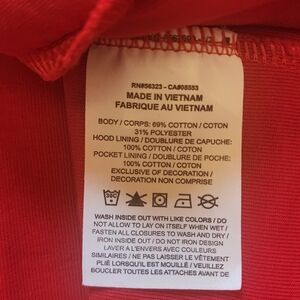 RN#56323 - CA#05553
MADE IN VIETNAM
FABRIQUE AU VIETNAM
BODY / CORPS: 69% COTTON / COTON
31% POLYESTER
HOOD LINING / DOUBLURE DE CAPUCHE:
100% COTTON / COTON
POCKET LINING / DOUBLURE DE POCHE:
100% COTTON / COTON
EXCLUSIVE OF DECORATION /
DECORATION NON COMPRISE
WASH INSIDE OUT WITH LIKE COLORS / DO
NOT ALLOW TO LAY ON ITSELF WHEN WET /
FASTEN ALL CLOSURES TO WASH AND DRY /
IRON INSIDE OUT / DO NOT IRON DESIGN
LAVER A L'ENVERS AVEC COULEURS
SIMILAIRES / NE PAS LAISSER LE VÊTEMENT
PLIÉ LORSQU'IL EST MOUILLÉ / VEUILLEZ
BOUCLER TOUTES LES ATTACHES AVANT DE